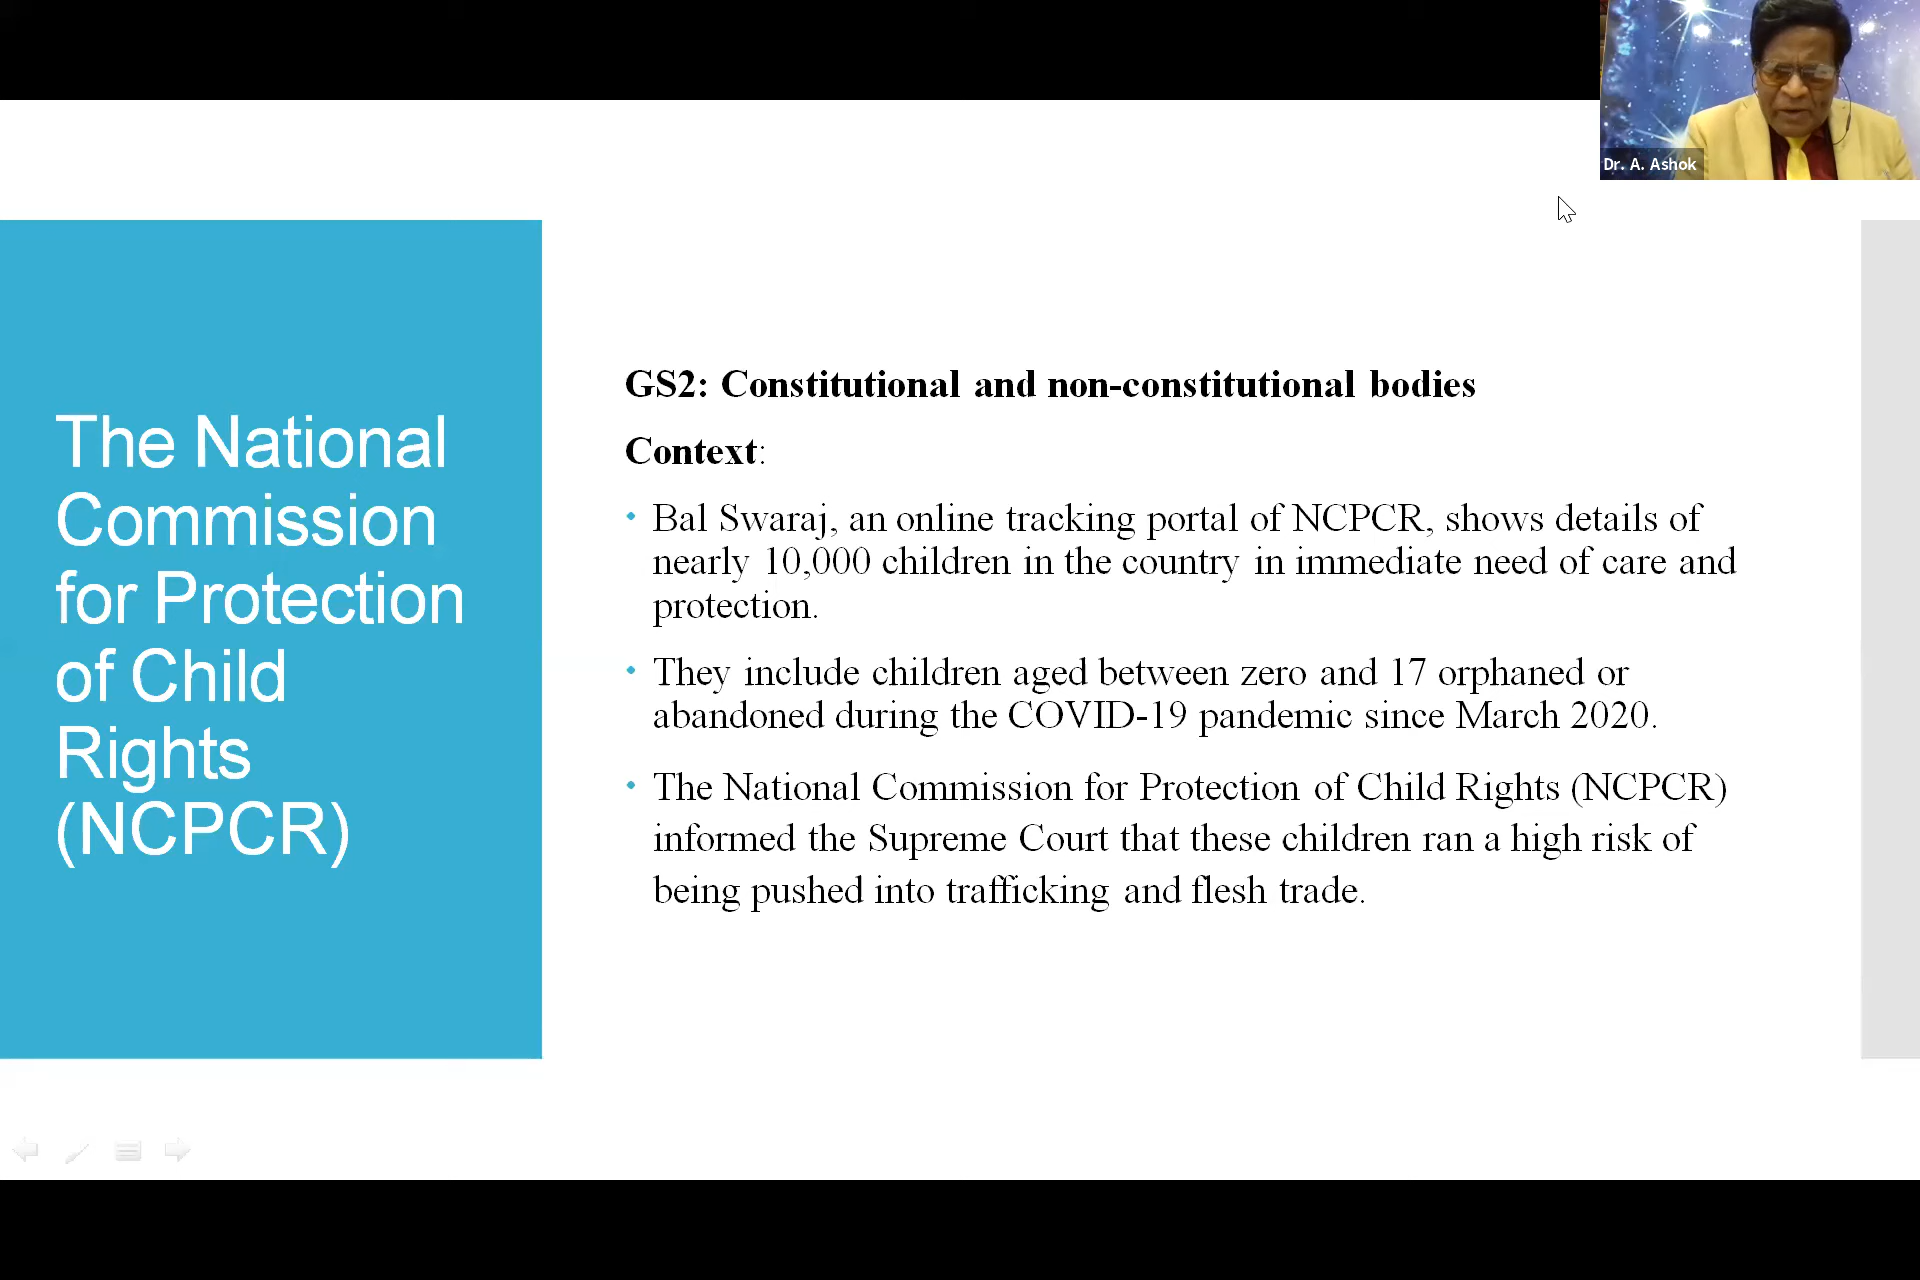 Dr. A. Ashok
The National
Commission
for Protection
of Child
Rights
(NCPCR)
GS2: Constitutional and non-constitutional bodies
Context:
• Bal Swaraj, an online tracking portal of NCPCR, shows details of
nearly 10,000 children in the country in immediate need of care and
protection.
• They include children aged between zero and 17 orphaned or
abandoned during the COVID-19 pandemic since March 2020.
• The National Commission for Protection of Child Rights (NCPCR)
informed the Supreme Court that these children ran a high risk of
being pushed into trafficking and flesh trade.